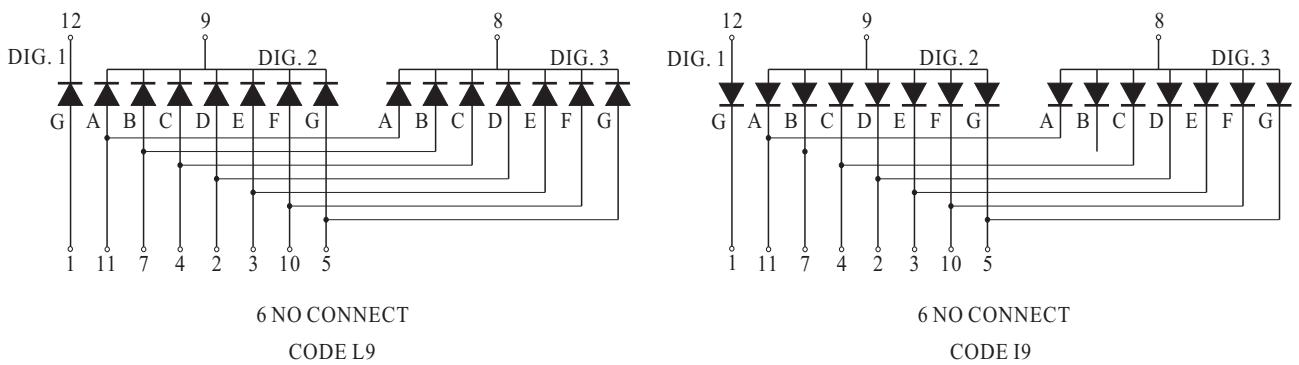 12 9 8
DIG. 1 DIG. 2 DIG. 3
G A B C D E F G A B C D E F G
1 11 7 4 2 3 10 5
6 NO CONNECT
CODE L9
12 9 8
DIG. 1 DIG. 2 DIG. 3
G A B C D E F G A B C D E F G
1 11 7 4 2 3 10 5
6 NO CONNECT
CODE I9